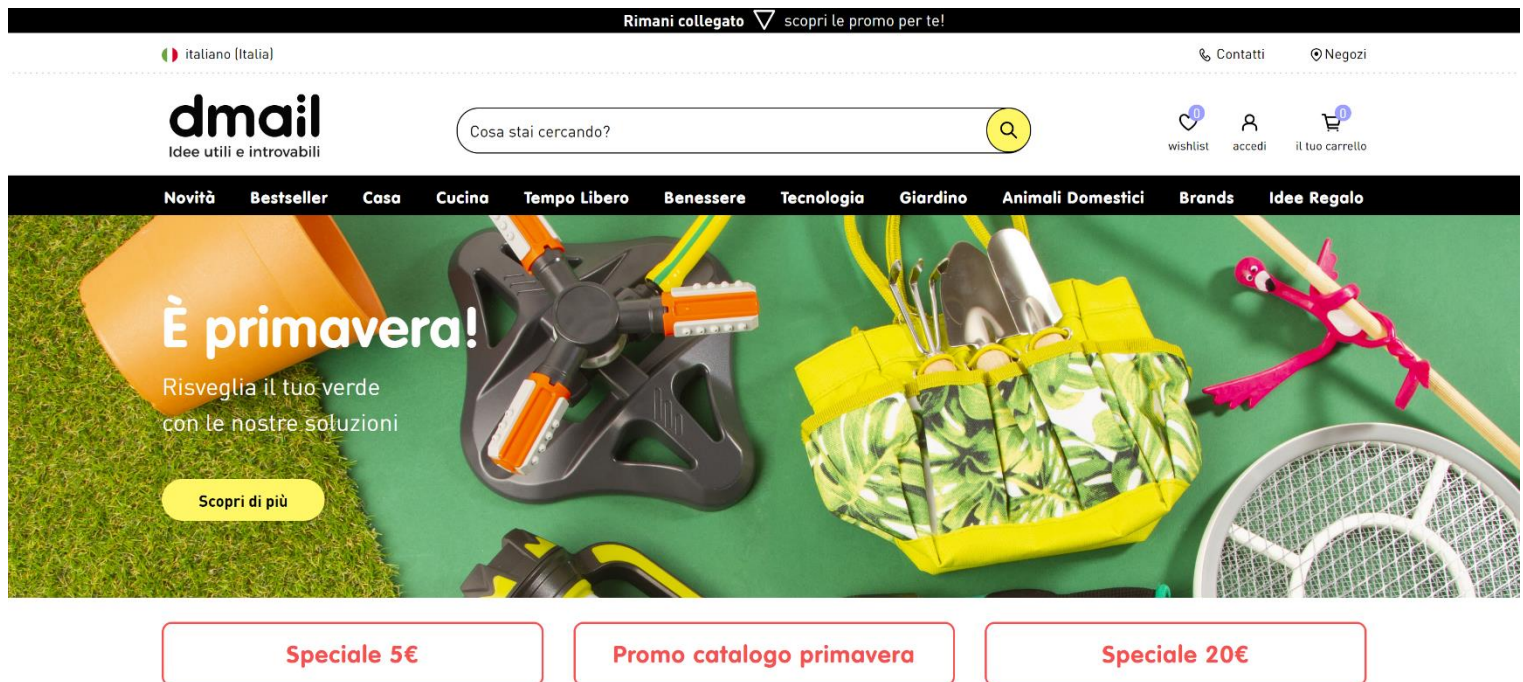 Rimani collegato ▽ scopri le promo per te!
italiano (Italia)
Contatti
Negozi
dmail
Idee utili e introvabili
Cosa stai cercando?
0
wishlist
accedi
0
il tuo carrello
Novità Bestseller Casa Cucina Tempo Libero Benessere Tecnologia Giardino Animali Domestici Brands Idee Regalo
È primavera!
Risveglia il tuo verde
con le nostre soluzioni
Scopri di più
Speciale 5€
Promo catalogo primavera
Speciale 20€